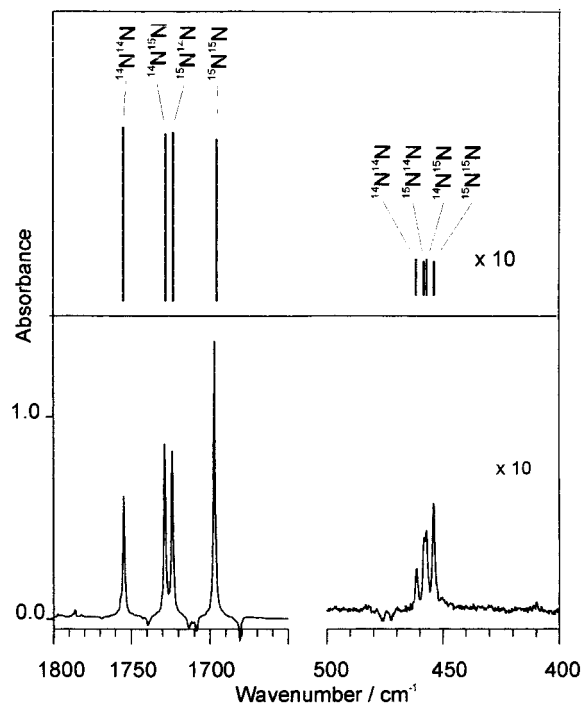 ¹⁴N¹⁴N
¹⁴N¹⁵N
¹⁵N¹⁴N
¹⁵N¹⁵N
¹⁴N¹⁴N
¹⁵N¹⁴N
¹⁴N¹⁵N
¹⁵N¹⁵N
x 10
Absorbance
1.0
x 10
0.0
1800 1750 1700 500 450 400
Wavenumber / cm⁻¹